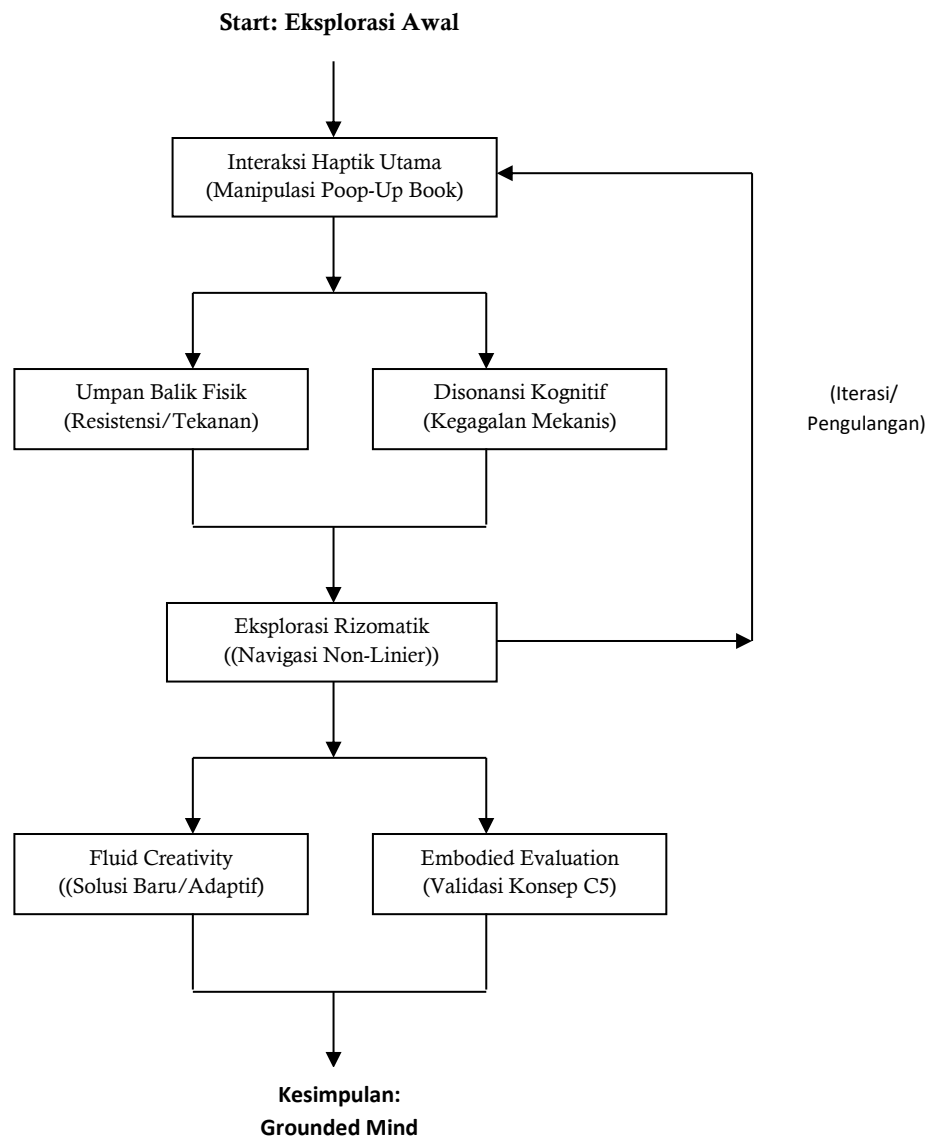 Start: Eksplorasi Awal
Interaksi Haptik Utama
(Manipulasi Poop-Up Book)
Umpan Balik Fisik
(Resistensi/Tekanan)
Disonansi Kognitif
(Kegagalan Mekanis)
(Iterasi/
Pengulangan)
Eksplorasi Rizomatik
((Navigasi Non-Linier))
Fluid Creativity
((Solusi Baru/Adaptif)
Embodied Evaluation
(Validasi Konsep C5)
Kesimpulan:
Grounded Mind